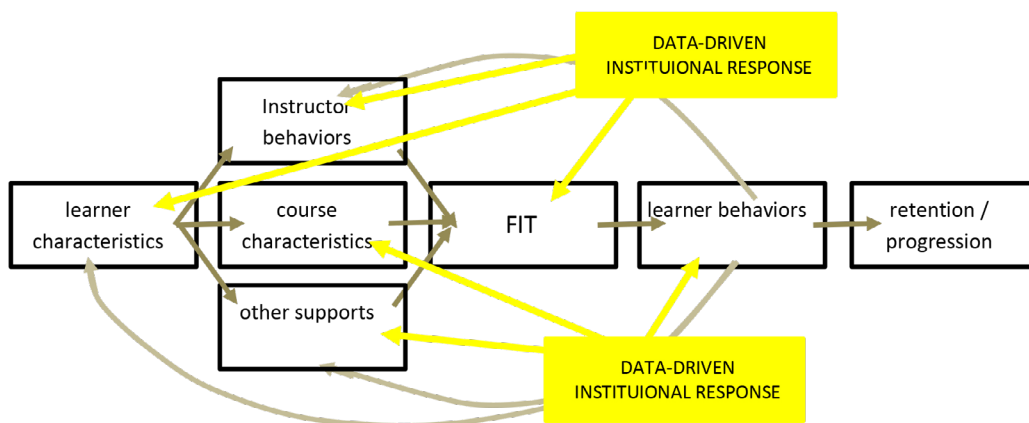 DATA-DRIVEN
INSTITUIONAL RESPONSE
Instructor
behaviors
learner
characteristics
course
characteristics
FIT
learner behaviors
retention /
progression
other supports
DATA-DRIVEN
INSTITUIONAL RESPONSE